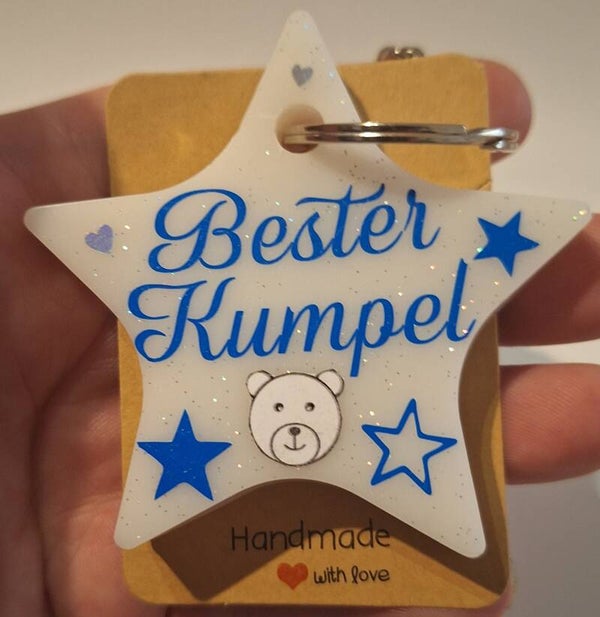 Bester
Kumpel
Handmade
with love